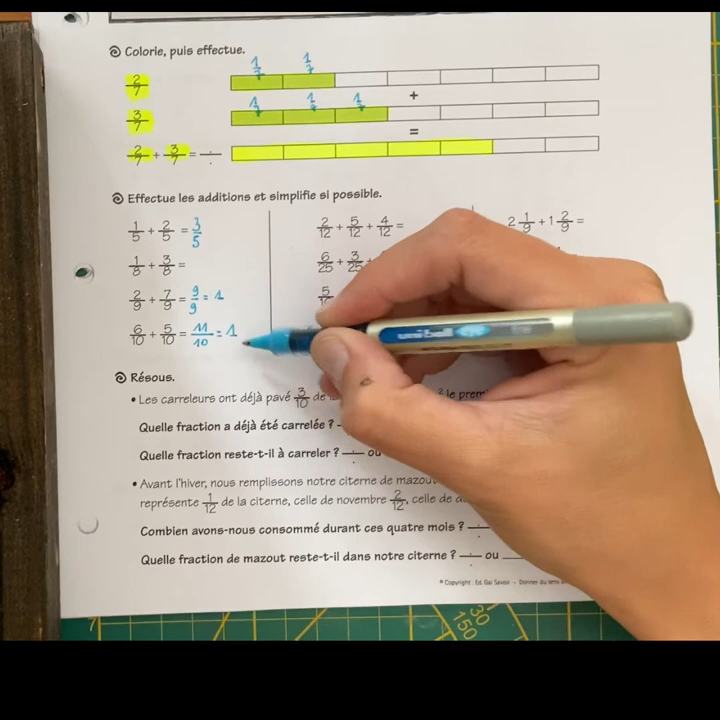 Colorie, puis effectue.
1/7 1/7
2/7
+
1/7 1/7 1/7
3/7
=
2/7 + 3/7 =
Effectue les additions et simplifie si possible.
1/5 + 2/5 = 3/5
2/12 + 5/12 + 4/12 =
2 1/9 + 1 2/9 =
1/8 + 3/8 =
6/25 + 3/25
2/9 + 7/9 = 9/9 = 1
6/10 + 5/10 = 11/10 = 1
uni-ball eye
Résous.
• Les carreleurs ont déjà pavé 3/10 de le
Quelle fraction a déjà été carrelée ?
Quelle fraction reste-t-il à carreler ? ou
• Avant l'hiver, nous remplissons notre citerne de
représente 1/12 de la citerne, celle de novembre 2/12, celle de
Combien avons-nous consommé durant ces quatre mois ?
Quelle fraction de mazout reste-t-il dans notre citerne ? ou
© Copyright : Ed. Gai Savoir - Donner du sens
30
150